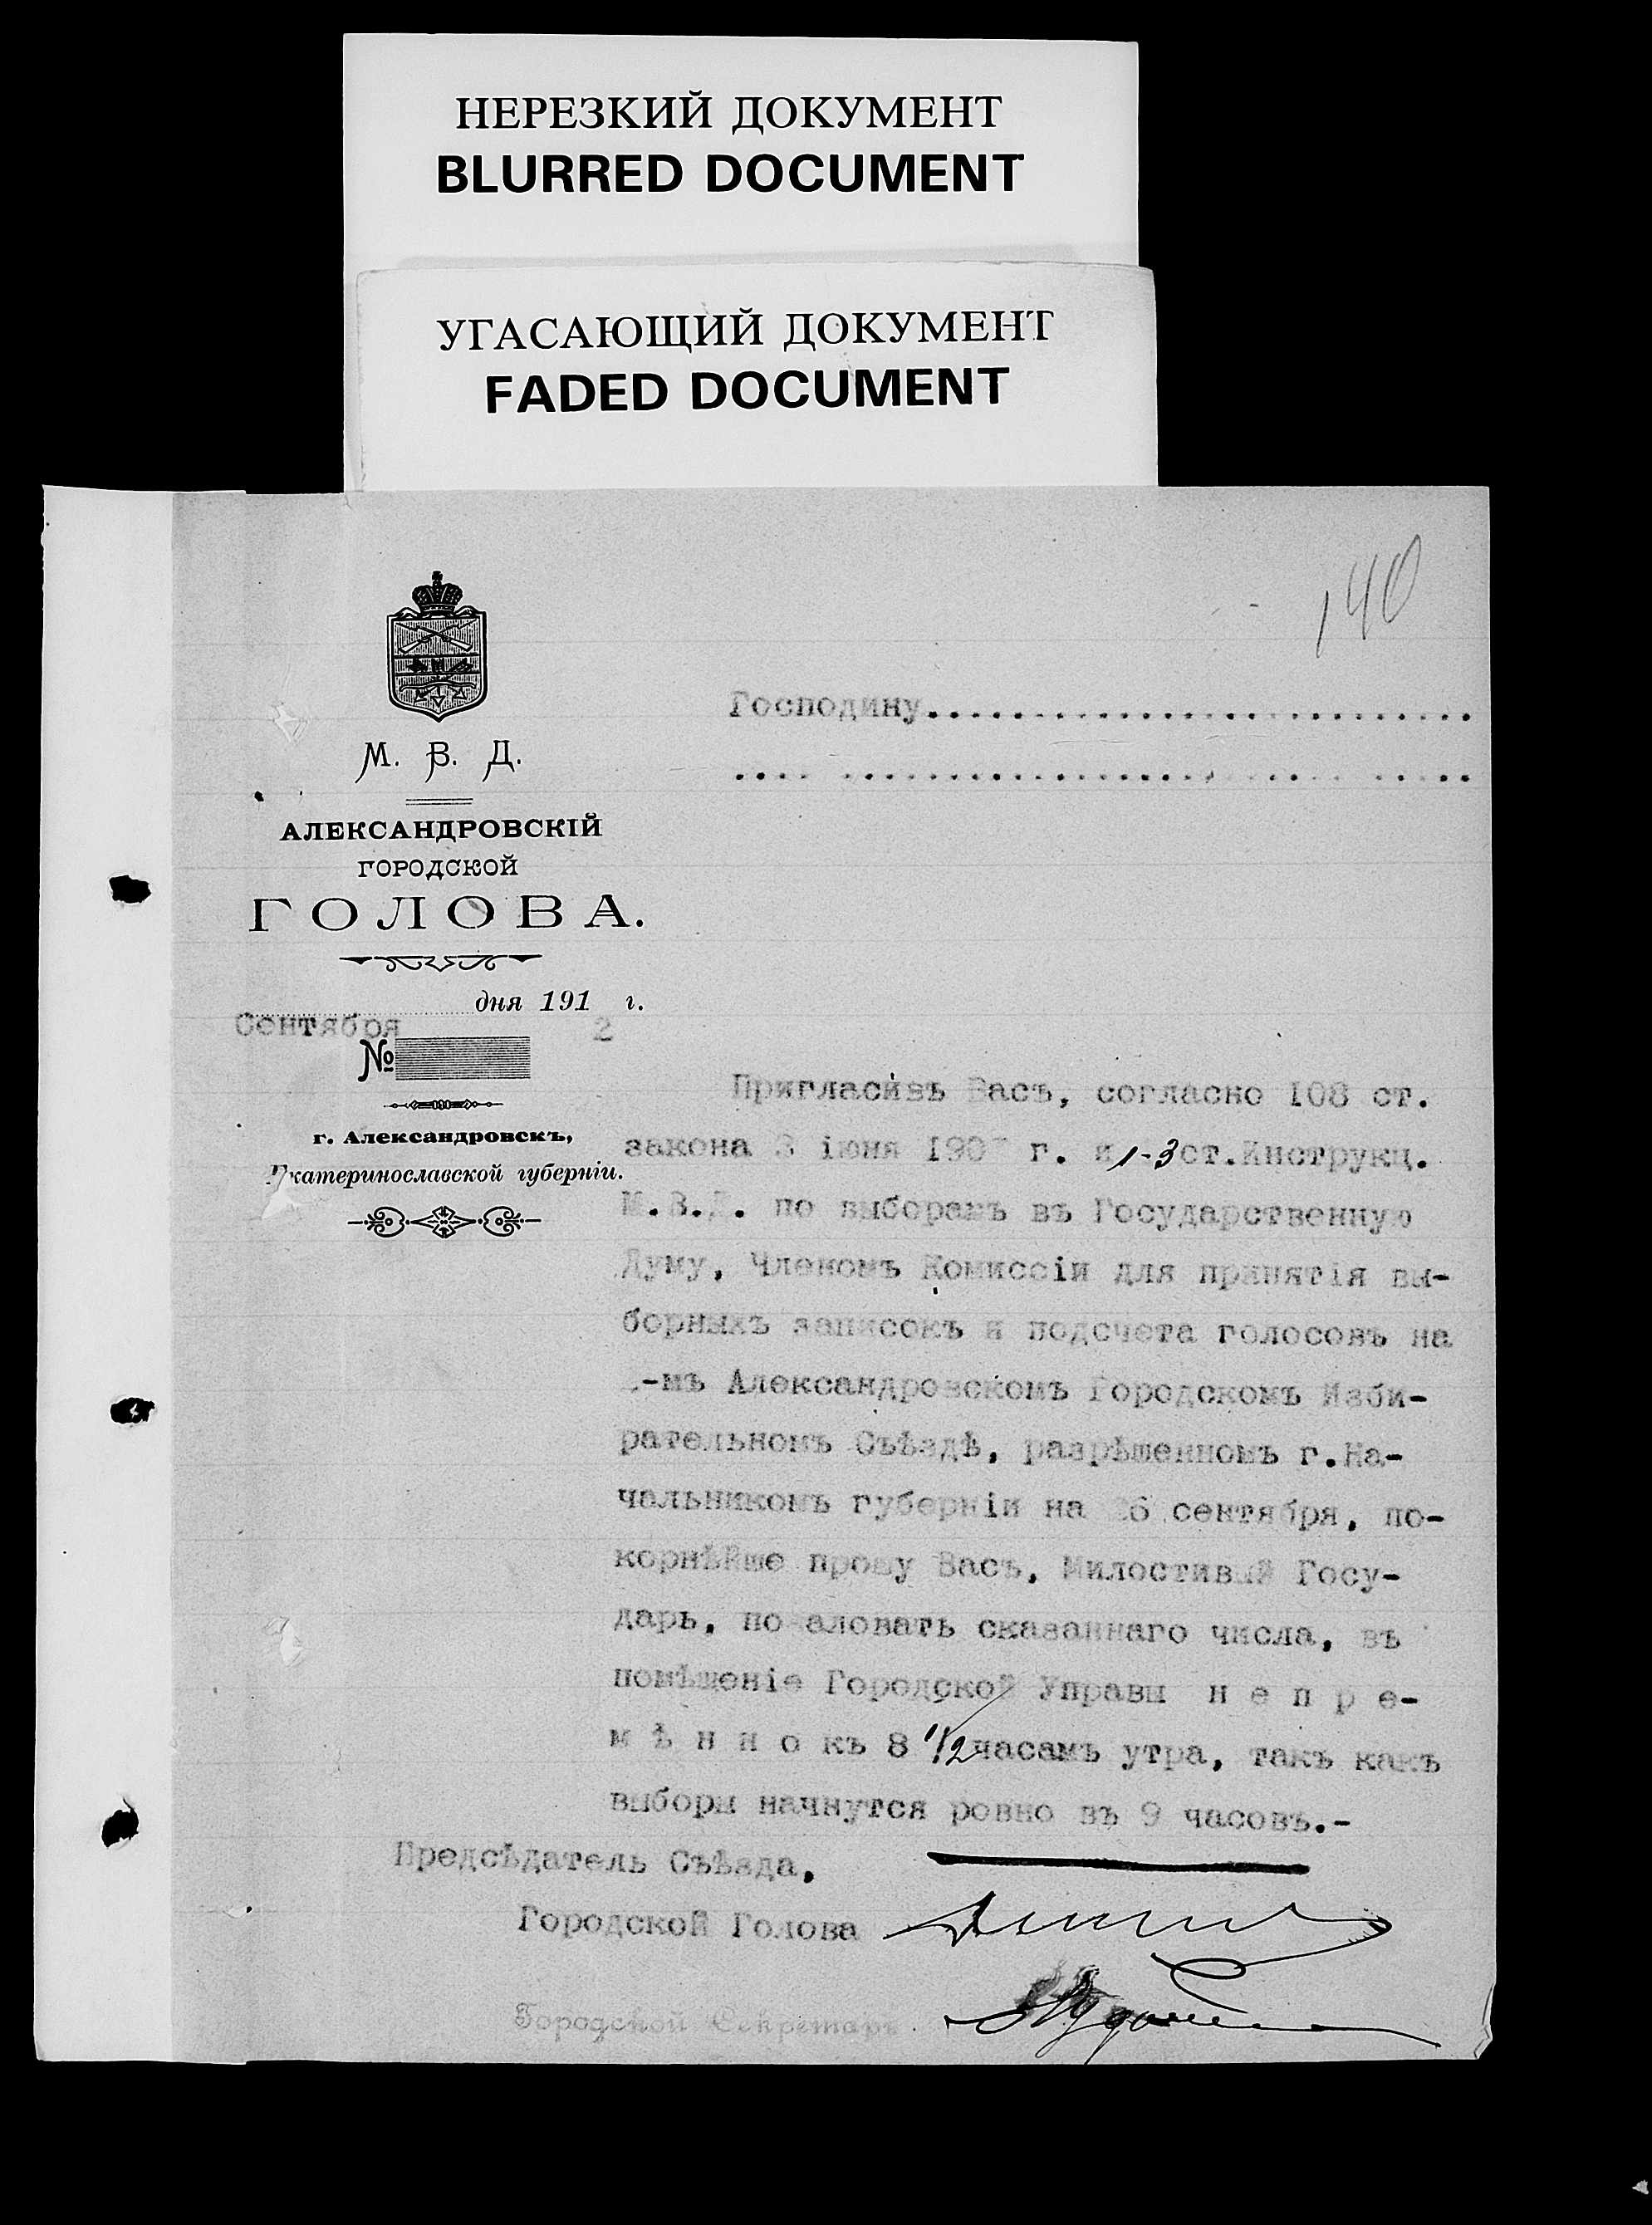 НЕРЕЗКИЙ ДОКУМЕНТ
BLURRED DOCUMENT
УГАСАЮЩИЙ ДОКУМЕНТ
FADED DOCUMENT
140
М. В. Д.
АЛЕКСАНДРОВСКІЙ
ГОРОДСКОЙ
ГОЛОВА.
дня 191 г.
Сентября 2
№
г. Александровскъ,
Екатеринославской губерніи.
Господину......................................
......................................
Пригласивъ Васъ, согласно 108 ст.
закона 3 іюня 1907 г. и 1-3 ст.Инструкц.
М.В.Д. по выборамъ въ Государственную
Думу, Членомъ Комиссіи для принятія вы-
борныхъ записокъ и подсчета голосовъ на
-мъ Александровскомъ Городскомъ Изби-
рательномъ Съѣздѣ, разрѣшенномъ г.На-
чальникомъ губерніи на сентября, по-
корнѣйше прошу Васъ, Милостивый Госу-
дарь, пожаловать сказаннаго числа, въ
помѣщеніе Городской Управы н е п р е-
м ѣ н н о къ 8 1/2 часамъ утра, такъ какъ
выборы начнутся ровно въ 9 часовъ.-
Предсѣдатель Съѣзда,
Городской Голова
Городской Секретарь